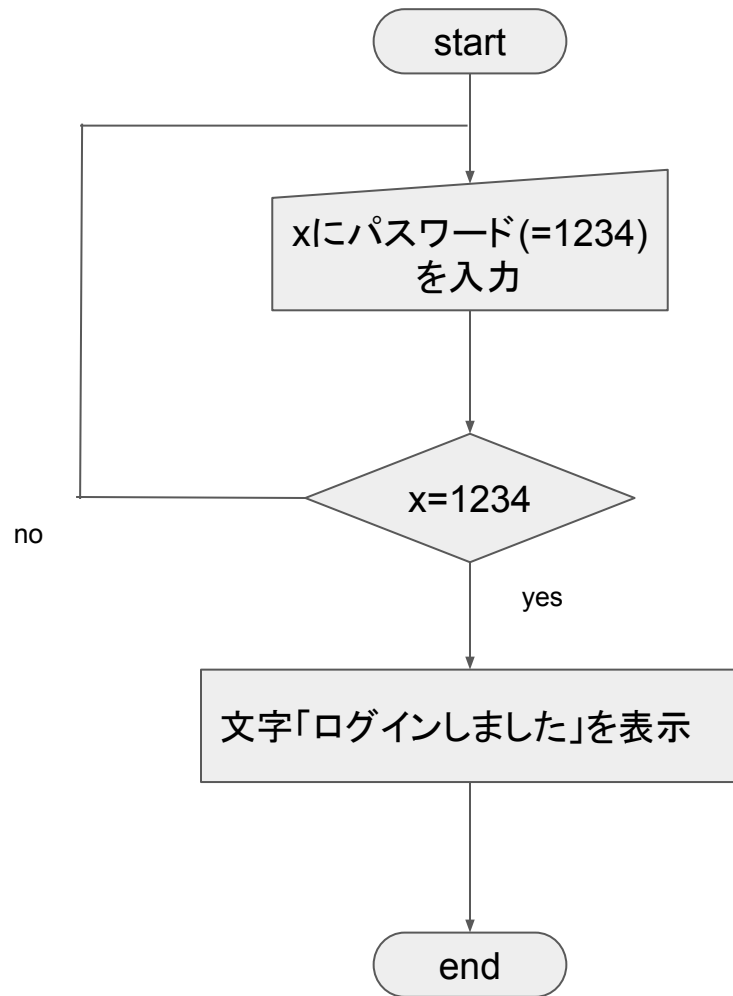 start
xにパスワード(=1234)
を入力
x=1234
no
yes
文字「ログインしました」を表示
end